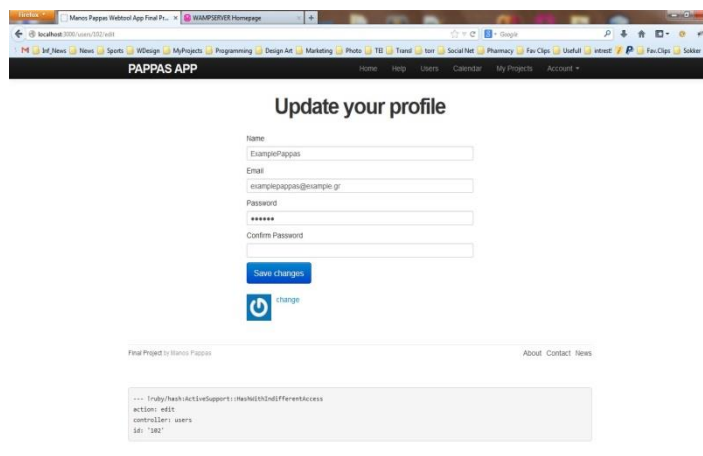 Firefox
Manos Pappas Webtool App Final Pr...
WAMPSERVER Homepage
localhost:3000/users/102/edit
Google
Inf_News News Sports WDesign MyProjects Programming Design Art Marketing Photo TEI Transl torr Social Net Pharmacy Fav Clips Usefull intrest! Fav.Clips Sokker
PAPPAS APP
Home Help Users Calendar My Projects Account
Update your profile
Name
ExamplePappas
Email
examplepappas@example.gr
Password
••••••
Confirm Password
Save changes
change
Final Project by Manos Pappas
About Contact News
--- !ruby/hash:ActiveSupport::HashWithIndifferentAccess
action: edit
controller: users
id: '102'